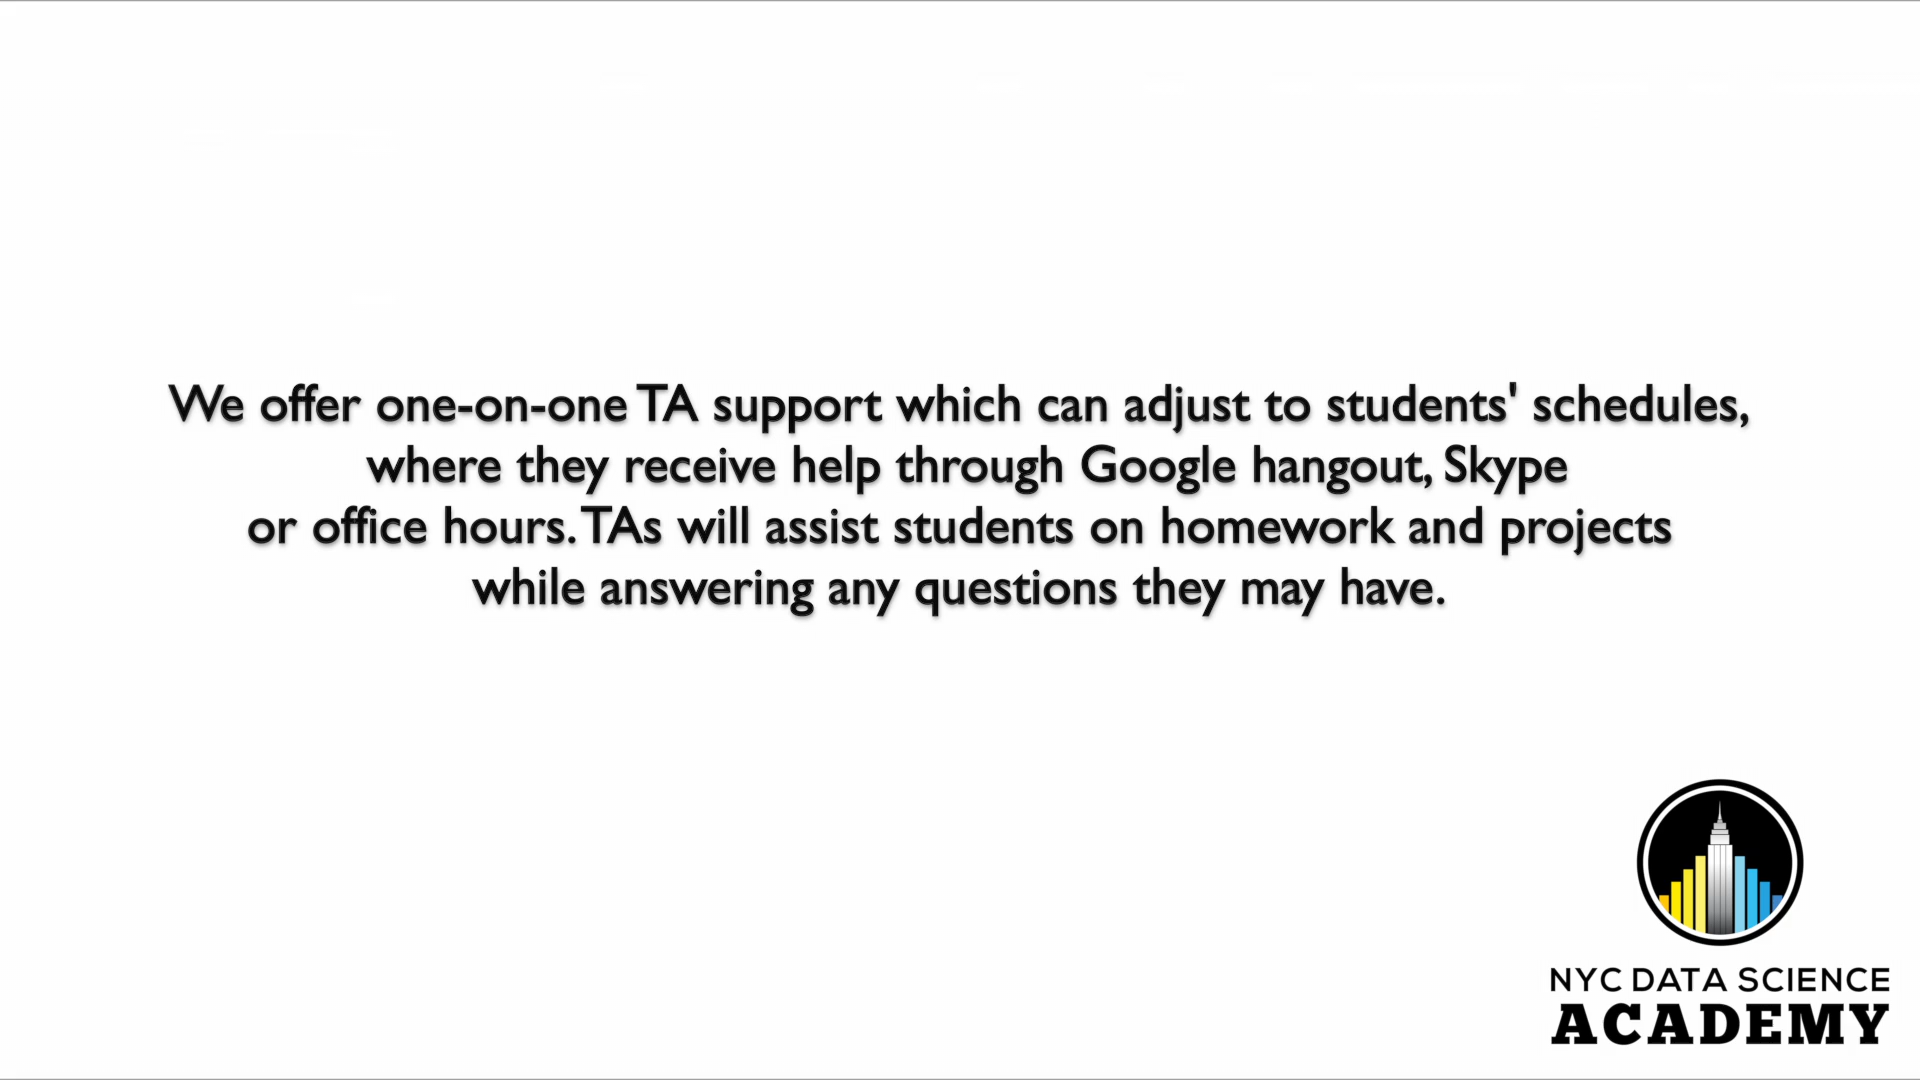 We offer one-on-one TA support which can adjust to students' schedules,
where they receive help through Google hangout, Skype
or office hours. TAs will assist students on homework and projects
while answering any questions they may have.
NYC DATA SCIENCE
ACADEMY